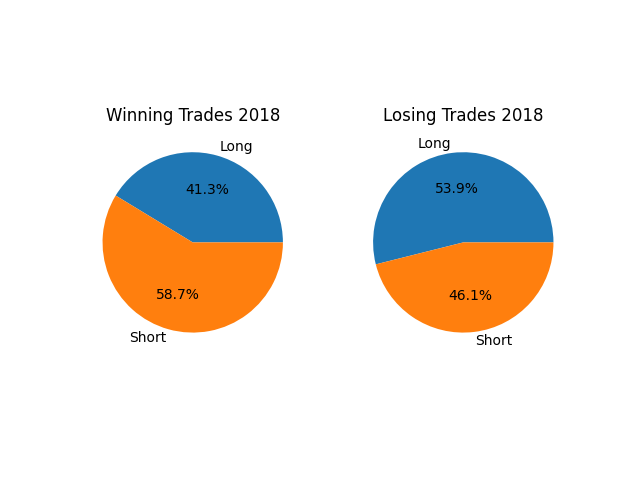 Winning Trades 2018
Long
41.3%
58.7%
Short
Losing Trades 2018
Long
53.9%
46.1%
Short